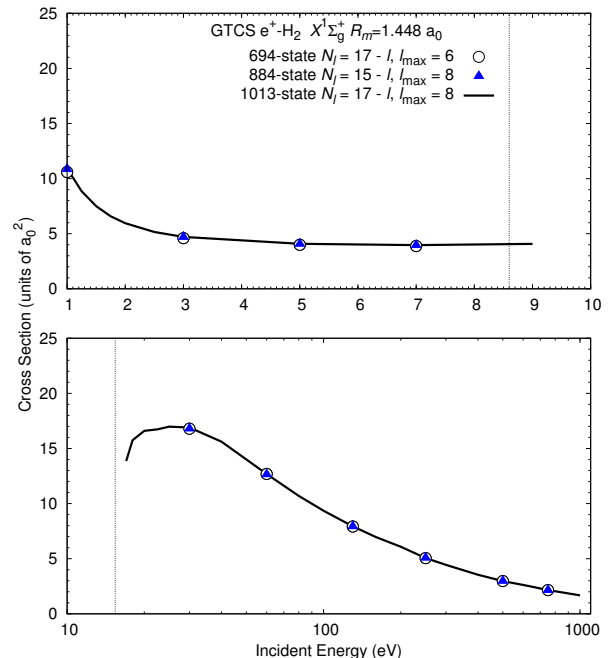 GTCS e⁺-H₂ X¹Σg⁺ Rₘ=1.448 a₀
694-state Nₗ = 17 - l, lₘₐₓ = 6
884-state Nₗ = 15 - l, lₘₐₓ = 8
1013-state Nₗ = 17 - l, lₘₐₓ = 8
25
20
15
10
5
0
1 2 3 4 5 6 7 8 9 10
Cross Section (units of a₀²)
25
20
15
10
5
0
10 100 1000
Incident Energy (eV)